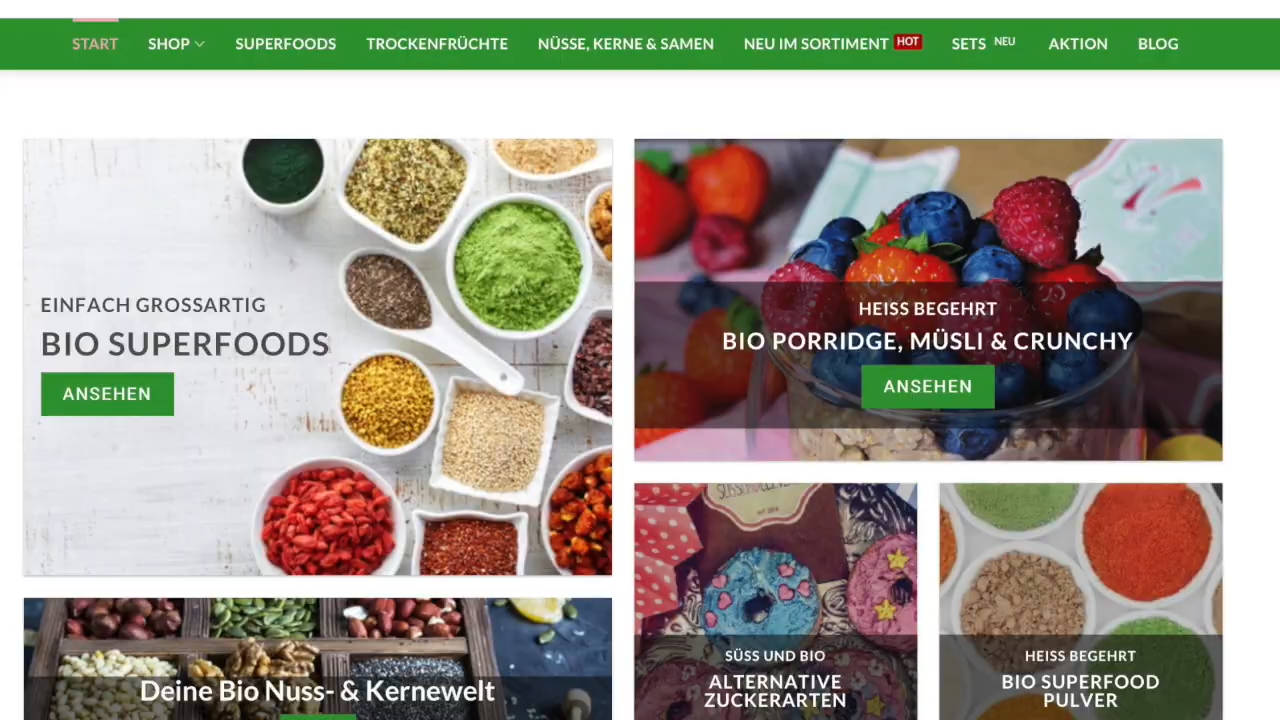 START SHOP SUPERFOODS TROCKENFRÜCHTE NÜSSE, KERNE & SAMEN NEU IM SORTIMENT HOT SETS NEU AKTION BLOG
EINFACH GROSSARTIG
BIO SUPERFOODS
ANSEHEN
HEISS BEGEHRT
BIO PORRIDGE, MÜSLI & CRUNCHY
ANSEHEN
Deine Bio Nuss- & Kernewelt
SÜSS UND BIO
ALTERNATIVE
ZUCKERARTEN
HEISS BEGEHRT
BIO SUPERFOOD
PULVER